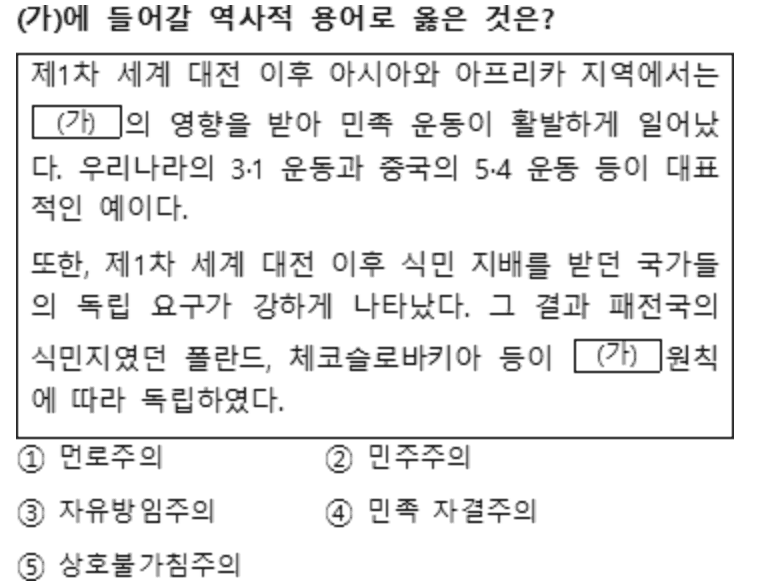 (가)에 들어갈 역사적 용어로 옳은 것은?
제1차 세계 대전 이후 아시아와 아프리카 지역에서는
(가) 의 영향을 받아 민족 운동이 활발하게 일어났
다. 우리나라의 3·1 운동과 중국의 5·4 운동 등이 대표
적인 예이다.
또한, 제1차 세계 대전 이후 식민 지배를 받던 국가들
의 독립 요구가 강하게 나타났다. 그 결과 패전국의
식민지였던 폴란드, 체코슬로바키아 등이 (가) 원칙
에 따라 독립하였다.
① 먼로주의 ② 민주주의
③ 자유방임주의 ④ 민족 자결주의
⑤ 상호불가침주의